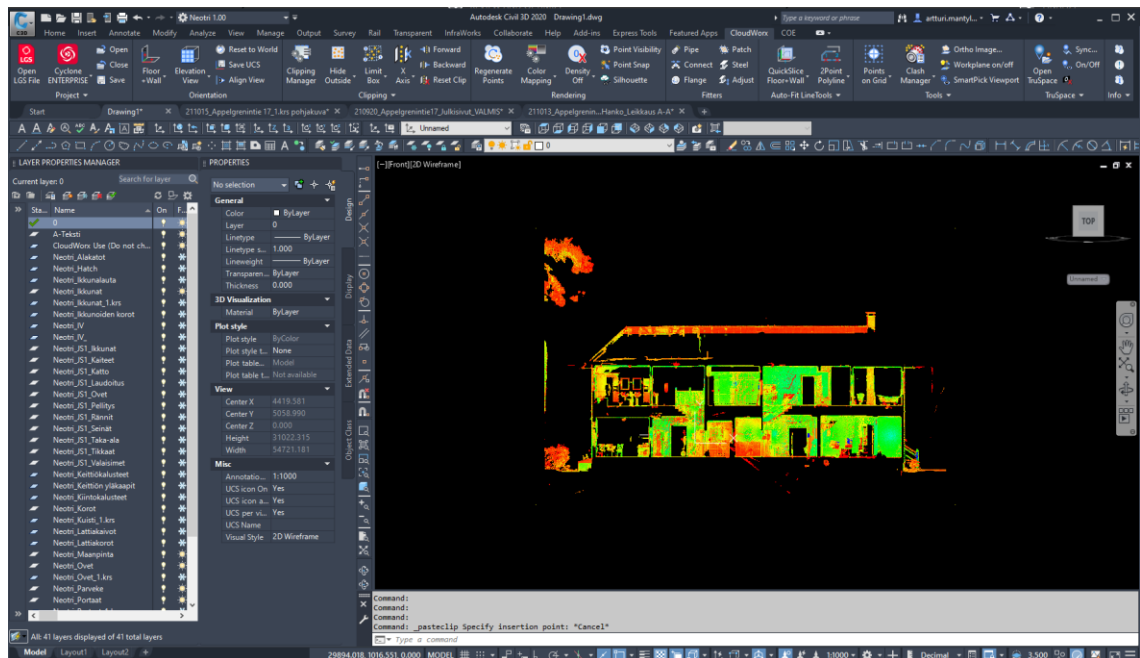 Neotri 1.00
Autodesk Civil 3D 2020 Drawing1.dwg
Type a keyword or phrase
artturi.mantyl...
C3D
Home Insert Annotate Modify Analyze View Manage Output Survey Rail Transparent InfraWorks Collaborate Help Add-ins Express Tools Featured Apps CloudWorx COE
Open LGS View
Cyclone ENTERPRISE
Open
Close
Save
Floor +Wall
Elevation View
Reset to World
Save UCS
Align View
Clipping Manager
Hide Outside
Limit Box
X Axis
Forward
Backward
Reset Clip
Regenerate Points
Color Mapping
Density Off
Point Visibility
Point Snap
Silhouette
Pipe
Connect
Flange
Patch
Steel
Adjust
QuickSlice Floor+Wall
2Point Polyline
Points on Grid
Clash Manager
Ortho Image...
Workplane on/off
SmartPick Viewport
Open TruSpace
Sync...
On/Off
Project
Orientation
Clipping
Rendering
Fitters
Auto-Fit LineTools
Tools
TruSpace
Info
Start
Drawing1*
211015_Appelgrenintie 17_1.krs pohjakuva*
210920_Appelgrenintie17_Julkisivut_VALMIS*
211013_Appelgrenin...Hanko_Leikkaus A-A*
Unnamed
0
LAYER PROPERTIES MANAGER
Current layer: 0
Search for layer
Sta... Name On F...
0
A-Teksti
CloudWorx Use (Do not ch...
Neotri_Alakatot
Neotri_Hatch
Neotri_Ikkunalauta
Neotri_Ikkunat
Neotri_Ikkunat_1.krs
Neotri_Ikkunoiden korot
Neotri_IV
Neotri_IV_
Neotri_JS1_Ikkunat
Neotri_JS1_Kaiteet
Neotri_JS1_Katto
Neotri_JS1_Laudoitus
Neotri_JS1_Ovet
Neotri_JS1_Pellitys
Neotri_JS1_Rännit
Neotri_JS1_Seinät
Neotri_JS1_Taka-ala
Neotri_JS1_Tikkaat
Neotri_JS1_Valaisimet
Neotri_Keittiökalusteet
Neotri_Keittiön yläkaapit
Neotri_Kiintokalusteet
Neotri_Korot
Neotri_Kuisti_1.krs
Neotri_Lattiakaivot
Neotri_Lattiakorot
Neotri_Maanpinta
Neotri_Ovet
Neotri_Ovet_1.krs
Neotri_Parveke
Neotri_Portaat
All: 41 layers displayed of 41 total layers
PROPERTIES
No selection
General
Color ByLayer
Layer 0
Linetype ByLayer
Linetype s... 1.000
Lineweight ByLayer
Transparen... ByLayer
Thickness 0.000
3D Visualization
Material ByLayer
Plot style
Plot style ByColor
Plot style t... None
Plot table... Model
Plot table t... Not available
View
Center X 4419.581
Center Y 5058.990
Center Z 0.000
Height 31022.315
Width 54721.181
Misc
Annotatio... 1:1000
UCS icon On Yes
UCS icon a... Yes
UCS per vi... Yes
UCS Name
Visual Style 2D Wireframe
Design
Display
Extended Data
Object Class
[−][Front][2D Wireframe]
TOP
Unnamed
Command:
Command:
Command:
Command: _pasteclip Specify insertion point: *Cancel*
Type a command
Model Layout1 Layout2 +
29894.018, 1016.551, 0.000 MODEL 1:1000 Decimal 3.500